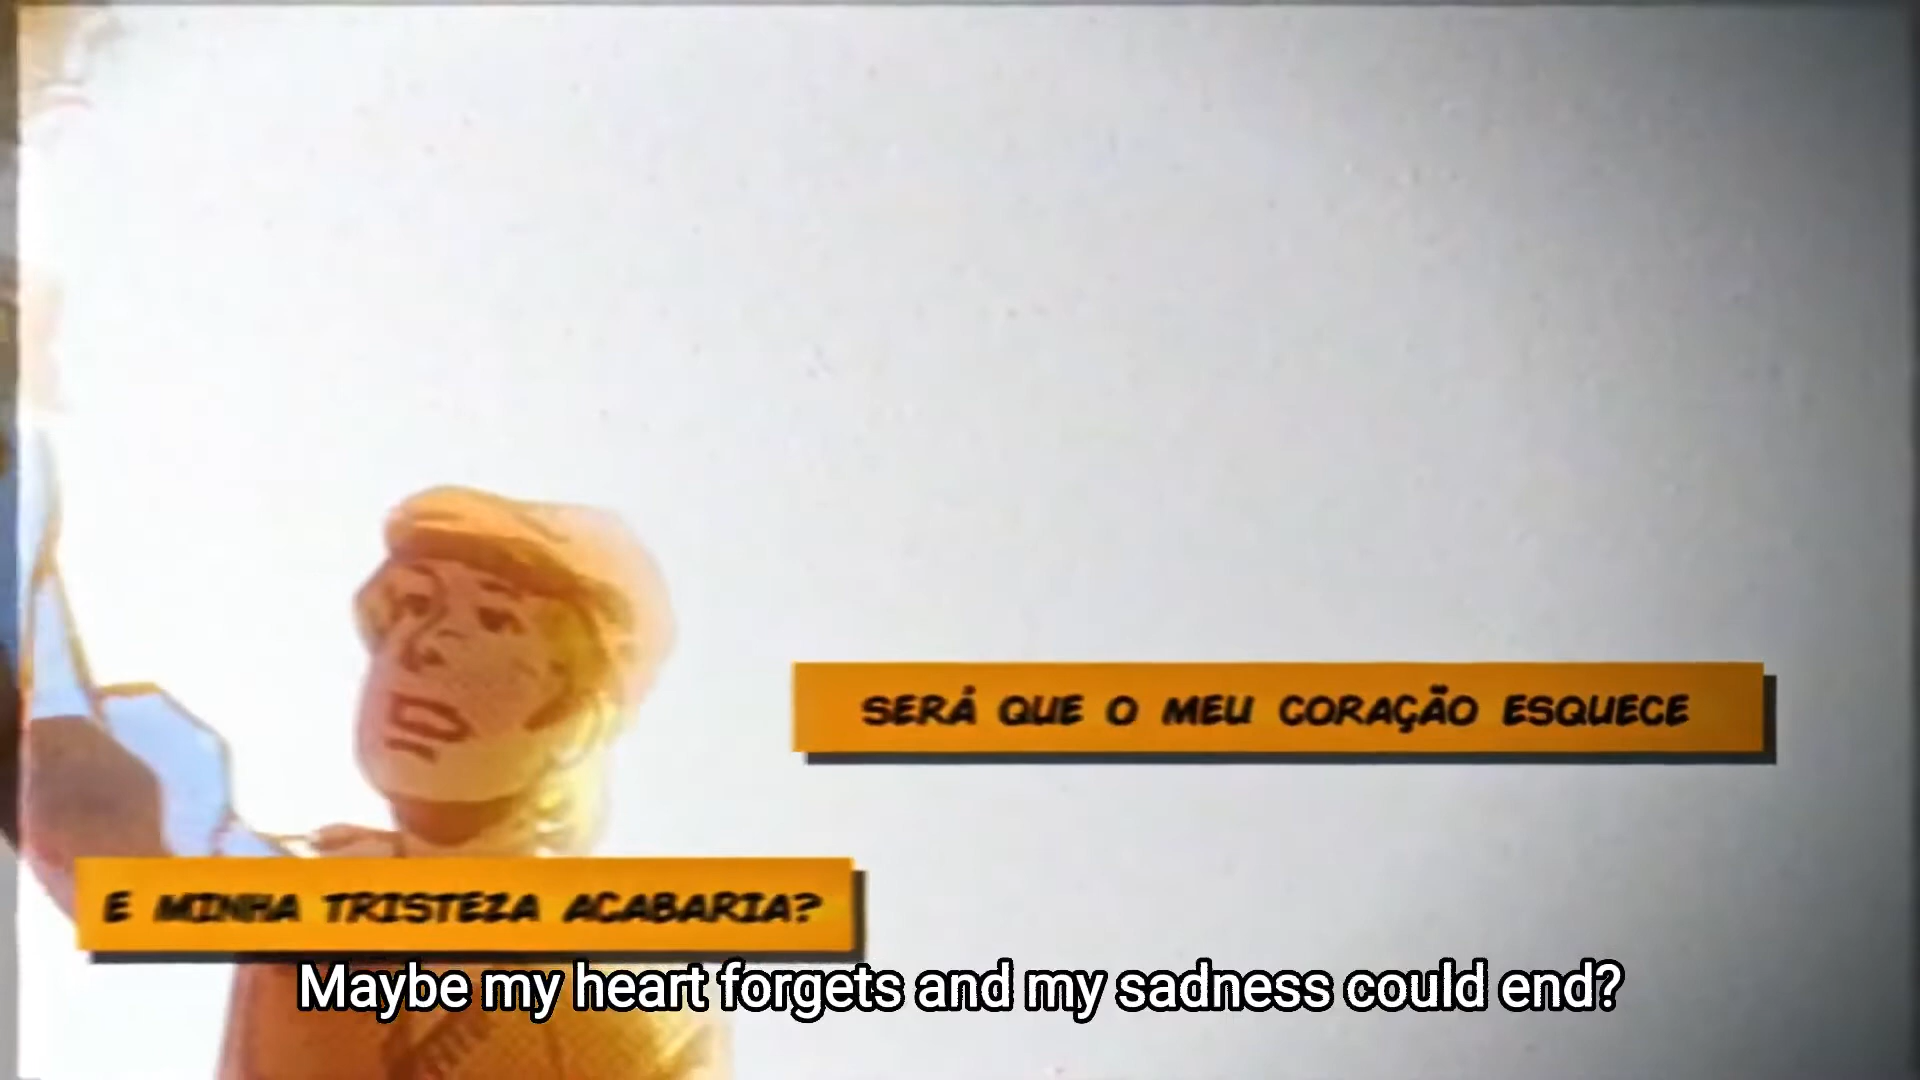 SERÁ QUE O MEU CORAÇÃO ESQUECE
E MINHA TRISTEZA ACABARIA?
Maybe my heart forgets and my sadness could end?